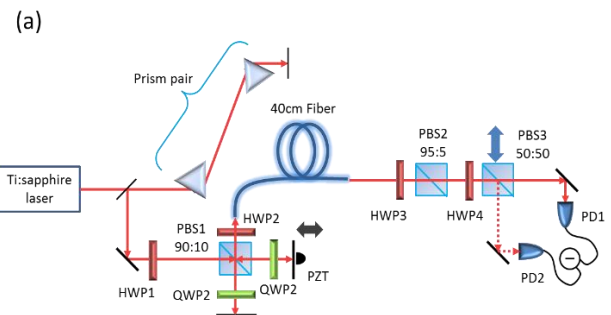 (a)
Prism pair
40cm Fiber
PBS2
95:5
PBS3
50:50
Ti:sapphire
laser
HWP2
PBS1
90:10
HWP3
HWP4
PD1
HWP1
QWP2
QWP2
PZT
PD2